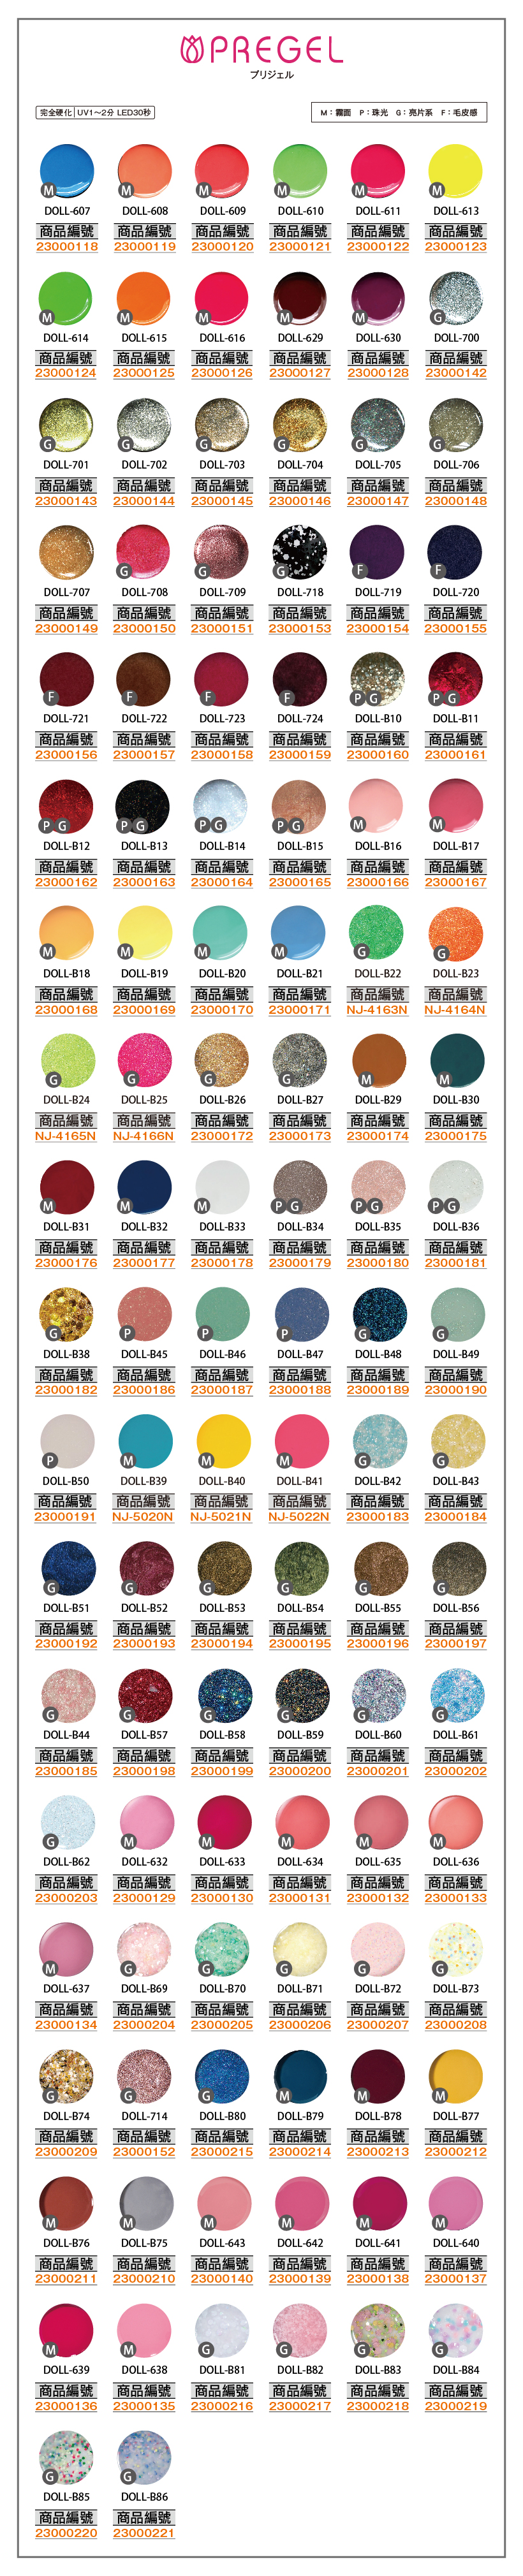 PREGEL
プリジェル
完全硬化 UV1～2分 LED30秒
M：霧面 P：珠光 G：亮片系 F：毛皮感
M M M M M M
DOLL-607 DOLL-608 DOLL-609 DOLL-610 DOLL-611 DOLL-613
商品編號 商品編號 商品編號 商品編號 商品編號 商品編號
23000118 23000119 23000120 23000121 23000122 23000123
M M M M M G
DOLL-614 DOLL-615 DOLL-616 DOLL-629 DOLL-630 DOLL-700
商品編號 商品編號 商品編號 商品編號 商品編號 商品編號
23000124 23000125 23000126 23000127 23000128 23000142
G G G G G G
DOLL-701 DOLL-702 DOLL-703 DOLL-704 DOLL-705 DOLL-706
商品編號 商品編號 商品編號 商品編號 商品編號 商品編號
23000143 23000144 23000145 23000146 23000147 23000148
G G G F F
DOLL-707 DOLL-708 DOLL-709 DOLL-718 DOLL-719 DOLL-720
商品編號 商品編號 商品編號 商品編號 商品編號 商品編號
23000149 23000150 23000151 23000153 23000154 23000155
F F F F P G P G
DOLL-721 DOLL-722 DOLL-723 DOLL-724 DOLL-B10 DOLL-B11
商品編號 商品編號 商品編號 商品編號 商品編號 商品編號
23000156 23000157 23000158 23000159 23000160 23000161
P G P G P G P G M M
DOLL-B12 DOLL-B13 DOLL-B14 DOLL-B15 DOLL-B16 DOLL-B17
商品編號 商品編號 商品編號 商品編號 商品編號 商品編號
23000162 23000163 23000164 23000165 23000166 23000167
M M M M G G
DOLL-B18 DOLL-B19 DOLL-B20 DOLL-B21 DOLL-B22 DOLL-B23
商品編號 商品編號 商品編號 商品編號 商品編號 商品編號
23000168 23000169 23000170 23000171 NJ-4163N NJ-4164N
G G G G M M
DOLL-B24 DOLL-B25 DOLL-B26 DOLL-B27 DOLL-B29 DOLL-B30
商品編號 商品編號 商品編號 商品編號 商品編號 商品編號
NJ-4165N NJ-4166N 23000172 23000173 23000174 23000175
M M M P G P G P G
DOLL-B31 DOLL-B32 DOLL-B33 DOLL-B34 DOLL-B35 DOLL-B36
商品編號 商品編號 商品編號 商品編號 商品編號 商品編號
23000176 23000177 23000178 23000179 23000180 23000181
G P P P G G
DOLL-B38 DOLL-B45 DOLL-B46 DOLL-B47 DOLL-B48 DOLL-B49
商品編號 商品編號 商品編號 商品編號 商品編號 商品編號
23000182 23000186 23000187 23000188 23000189 23000190
P M M M G G
DOLL-B50 DOLL-B39 DOLL-B40 DOLL-B41 DOLL-B42 DOLL-B43
商品編號 商品編號 商品編號 商品編號 商品編號 商品編號
23000191 NJ-5020N NJ-5021N NJ-5022N 23000183 23000184
G G G G G G
DOLL-B51 DOLL-B52 DOLL-B53 DOLL-B54 DOLL-B55 DOLL-B56
商品編號 商品編號 商品編號 商品編號 商品編號 商品編號
23000192 23000193 23000194 23000195 23000196 23000197
G G G G G G
DOLL-B44 DOLL-B57 DOLL-B58 DOLL-B59 DOLL-B60 DOLL-B61
商品編號 商品編號 商品編號 商品編號 商品編號 商品編號
23000185 23000198 23000199 23000200 23000201 23000202
G M M M M M
DOLL-B62 DOLL-632 DOLL-633 DOLL-634 DOLL-635 DOLL-636
商品編號 商品編號 商品編號 商品編號 商品編號 商品編號
23000203 23000129 23000130 23000131 23000132 23000133
M G G G G G
DOLL-637 DOLL-B69 DOLL-B70 DOLL-B71 DOLL-B72 DOLL-B73
商品編號 商品編號 商品編號 商品編號 商品編號 商品編號
23000134 23000204 23000205 23000206 23000207 23000208
G G G M M M
DOLL-B74 DOLL-714 DOLL-B80 DOLL-B79 DOLL-B78 DOLL-B77
商品編號 商品編號 商品編號 商品編號 商品編號 商品編號
23000209 23000152 23000215 23000214 23000213 23000212
M M M M M M
DOLL-B76 DOLL-B75 DOLL-643 DOLL-642 DOLL-641 DOLL-640
商品編號 商品編號 商品編號 商品編號 商品編號 商品編號
23000211 23000210 23000140 23000139 23000138 23000137
M M G G G G
DOLL-639 DOLL-638 DOLL-B81 DOLL-B82 DOLL-B83 DOLL-B84
商品編號 商品編號 商品編號 商品編號 商品編號 商品編號
23000136 23000135 23000216 23000217 23000218 23000219
G G
DOLL-B85 DOLL-B86
商品編號 商品編號
23000220 23000221